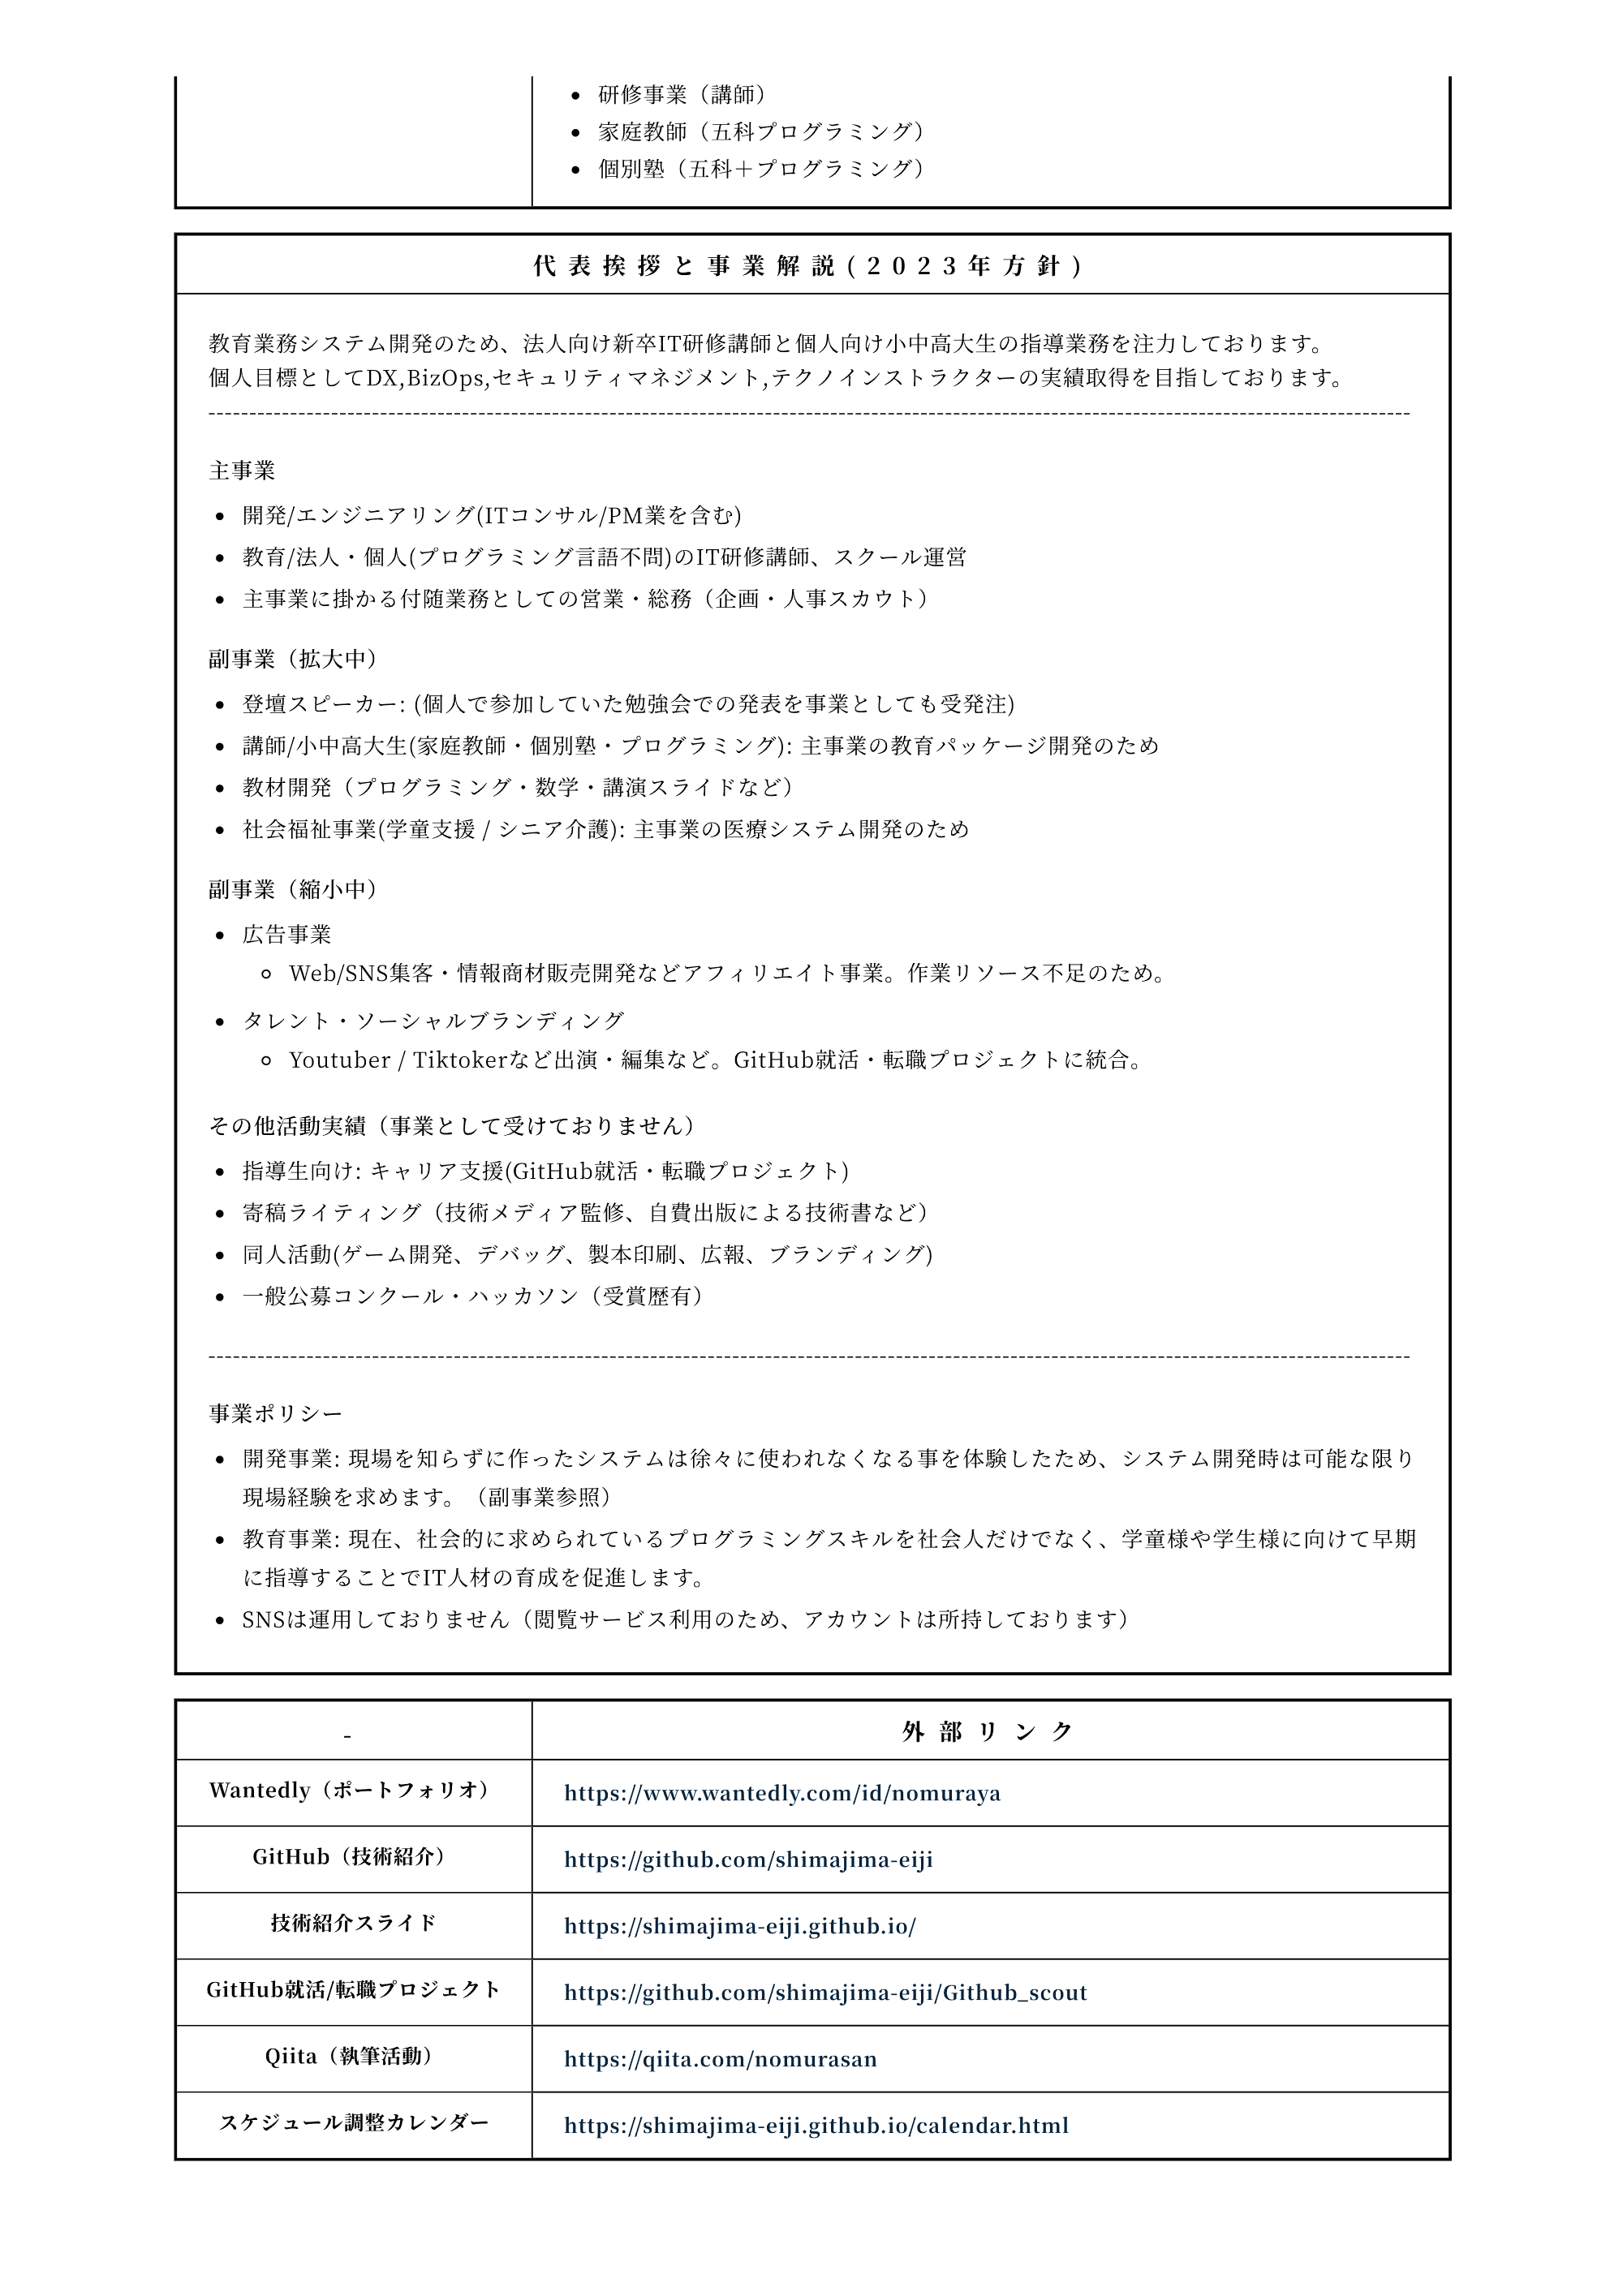 • 研修事業（講師）
• 家庭教師（五科プログラミング）
• 個別塾（五科＋プログラミング）
代表挨拶と事業解説(2023年方針)
教育業務システム開発のため、法人向け新卒IT研修講師と個人向け小中高大生の指導業務を注力しております。
個人目標としてDX,BizOps,セキュリティマネジメント,テクノインストラクターの実績取得を目指しております。
主事業
• 開発/エンジニアリング(ITコンサル/PM業を含む)
• 教育/法人・個人(プログラミング言語不問)のIT研修講師、スクール運営
• 主事業に掛かる付随業務としての営業・総務（企画・人事スカウト）
副事業（拡大中）
• 登壇スピーカー: (個人で参加していた勉強会での発表を事業としても受発注)
• 講師/小中高大生(家庭教師・個別塾・プログラミング): 主事業の教育パッケージ開発のため
• 教材開発（プログラミング・数学・講演スライドなど）
• 社会福祉事業(学童支援 / シニア介護): 主事業の医療システム開発のため
副事業（縮小中）
• 広告事業
◦ Web/SNS集客・情報商材販売開発などアフィリエイト事業。作業リソース不足のため。
• タレント・ソーシャルブランディング
◦ Youtuber / Tiktokerなど出演・編集など。GitHub就活・転職プロジェクトに統合。
その他活動実績（事業として受けておりません）
• 指導生向け: キャリア支援(GitHub就活・転職プロジェクト)
• 寄稿ライティング（技術メディア監修、自費出版による技術書など）
• 同人活動(ゲーム開発、デバッグ、製本印刷、広報、ブランディング)
• 一般公募コンクール・ハッカソン（受賞歴有）
事業ポリシー
• 開発事業: 現場を知らずに作ったシステムは徐々に使われなくなる事を体験したため、システム開発時は可能な限り
現場経験を求めます。（副事業参照）
• 教育事業: 現在、社会的に求められているプログラミングスキルを社会人だけでなく、学童様や学生様に向けて早期
に指導することでIT人材の育成を促進します。
• SNSは運用しておりません（閲覧サービス利用のため、アカウントは所持しております）
- 外部リンク
Wantedly（ポートフォリオ） https://www.wantedly.com/id/nomuraya
GitHub（技術紹介） https://github.com/shimajima-eiji
技術紹介スライド https://shimajima-eiji.github.io/
GitHub就活/転職プロジェクト https://github.com/shimajima-eiji/Github_scout
Qiita（執筆活動） https://qiita.com/nomurasan
スケジュール調整カレンダー https://shimajima-eiji.github.io/calendar.html